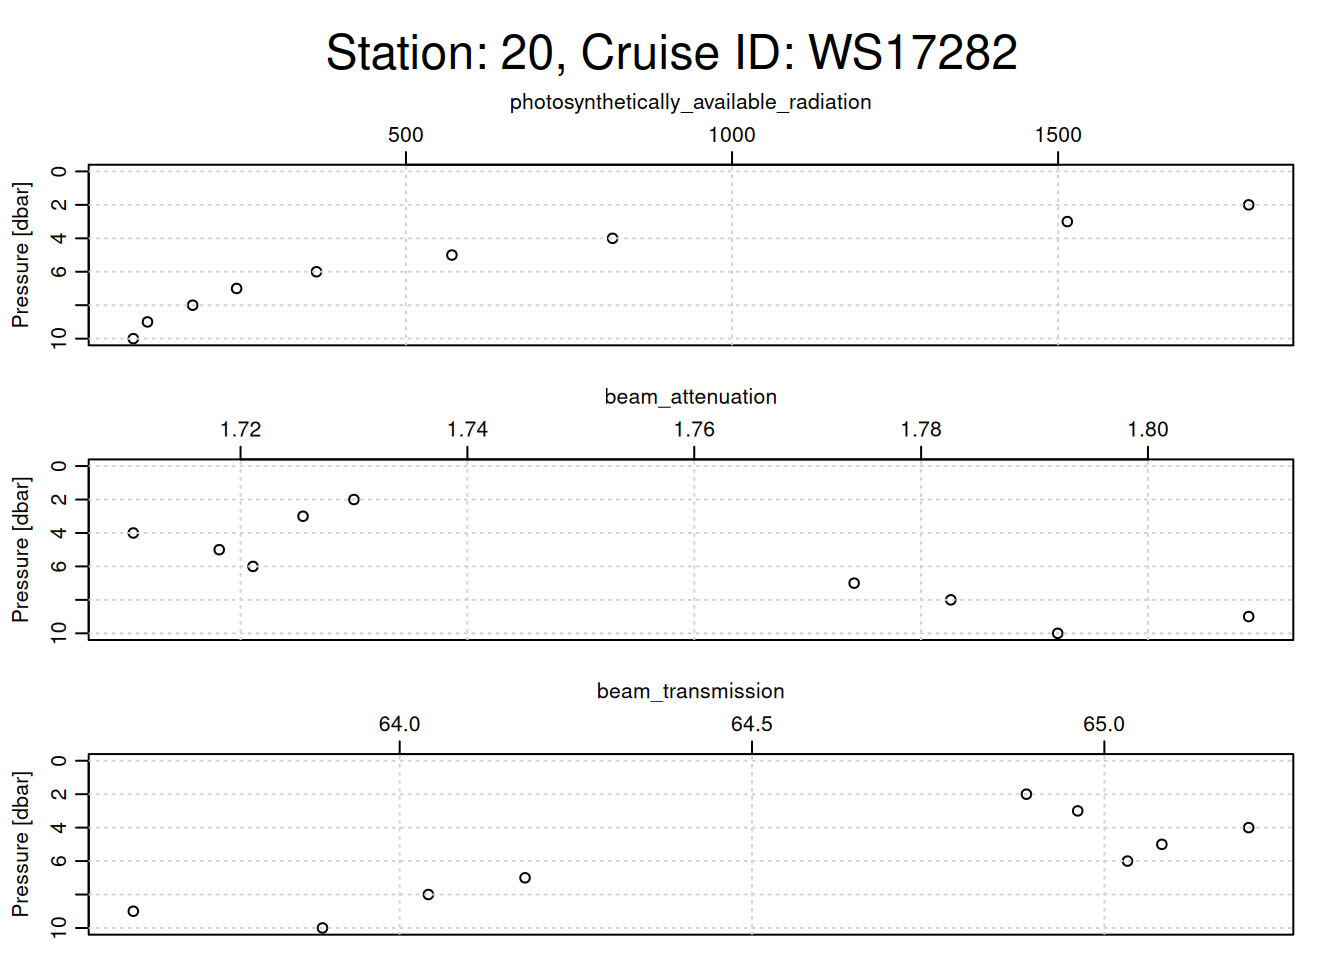 Station: 20, Cruise ID: WS17282
photosynthetically_available_radiation
500 1000 1500
Pressure [dbar]
0
2
4
6
10
beam_attenuation
1.72 1.74 1.76 1.78 1.80
Pressure [dbar]
0
2
4
6
10
beam_transmission
64.0 64.5 65.0
Pressure [dbar]
0
2
4
6
10